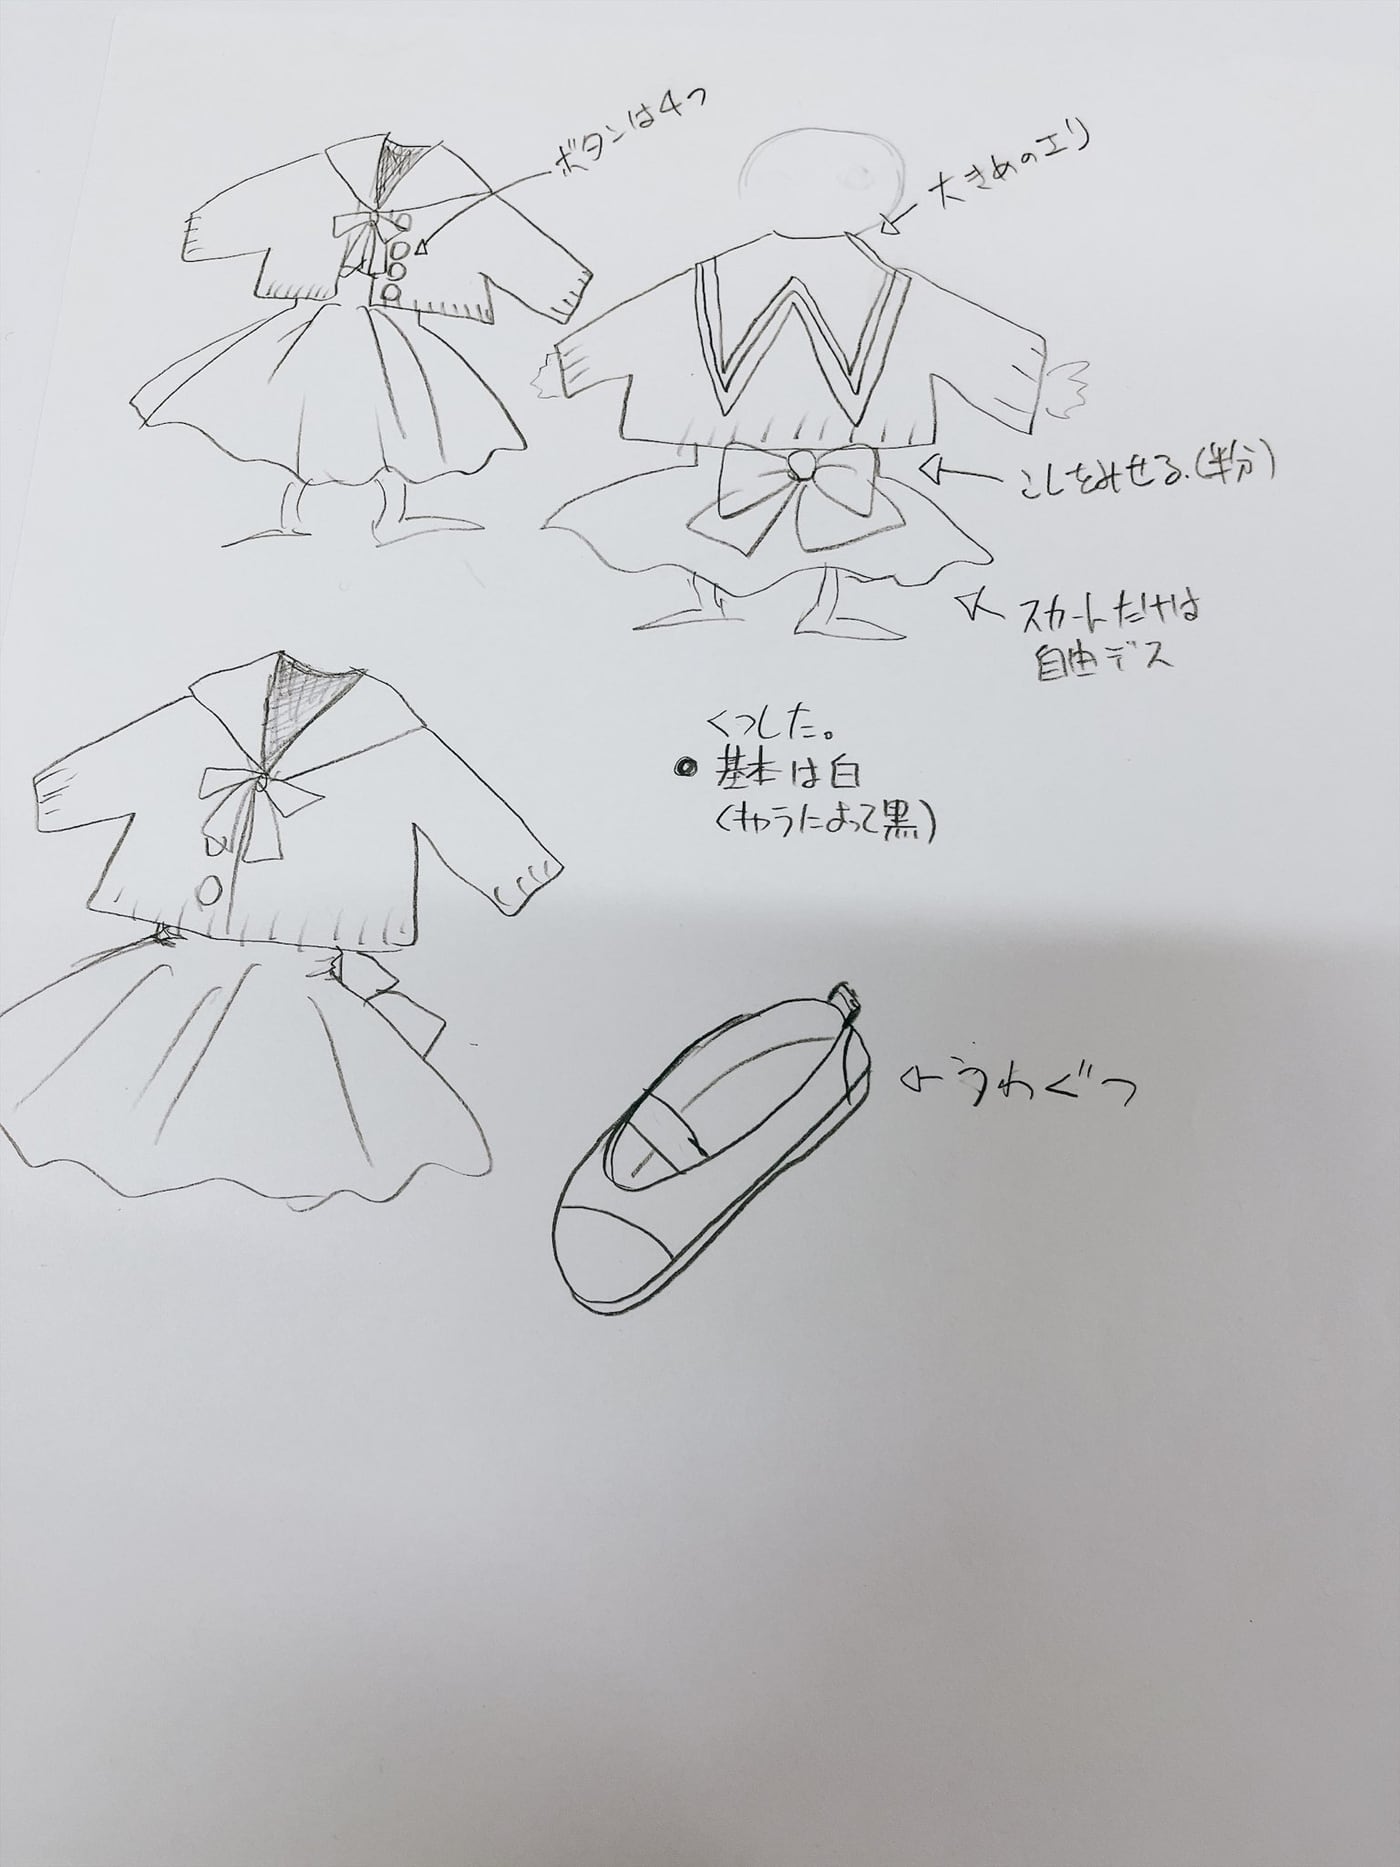 ボタンは4つ
大きめのエリ
こしをみせる.(半分)
スカートだけは
自由デス
くつした。
基本は白
(キャラによって黒)
うわぐつ